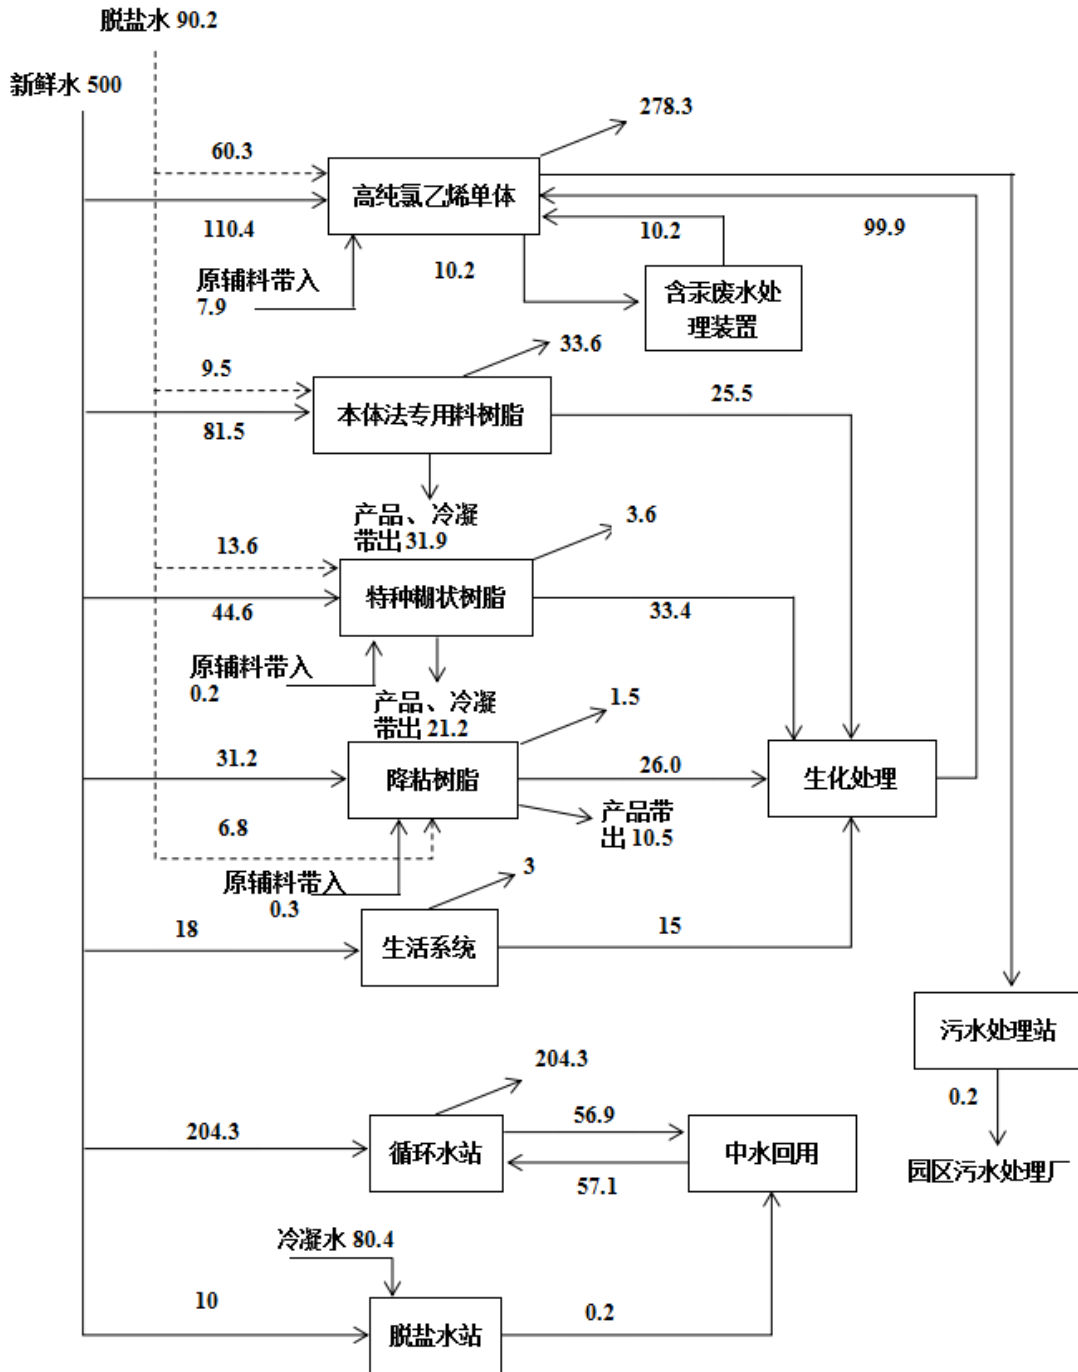 脱盐水 90.2
新鲜水 500
278.3
60.3
高纯氯乙烯单体
110.4
10.2
99.9
原辅料带入
7.9
10.2
含汞废水处
理装置
33.6
9.5
本体法专用料树脂
25.5
81.5
产品、冷凝
带出 31.9
3.6
13.6
特种糊状树脂
44.6
33.4
原辅料带入
0.2
产品、冷凝
带出 21.2
1.5
31.2
降粘树脂
26.0
生化处理
6.8
产品带
出 10.5
原辅料带入
0.3
3
18
生活系统
15
污水处理站
204.3
0.2
204.3
循环水站
56.9
57.1
中水回用
园区污水处理厂
冷凝水 80.4
10
脱盐水站
0.2